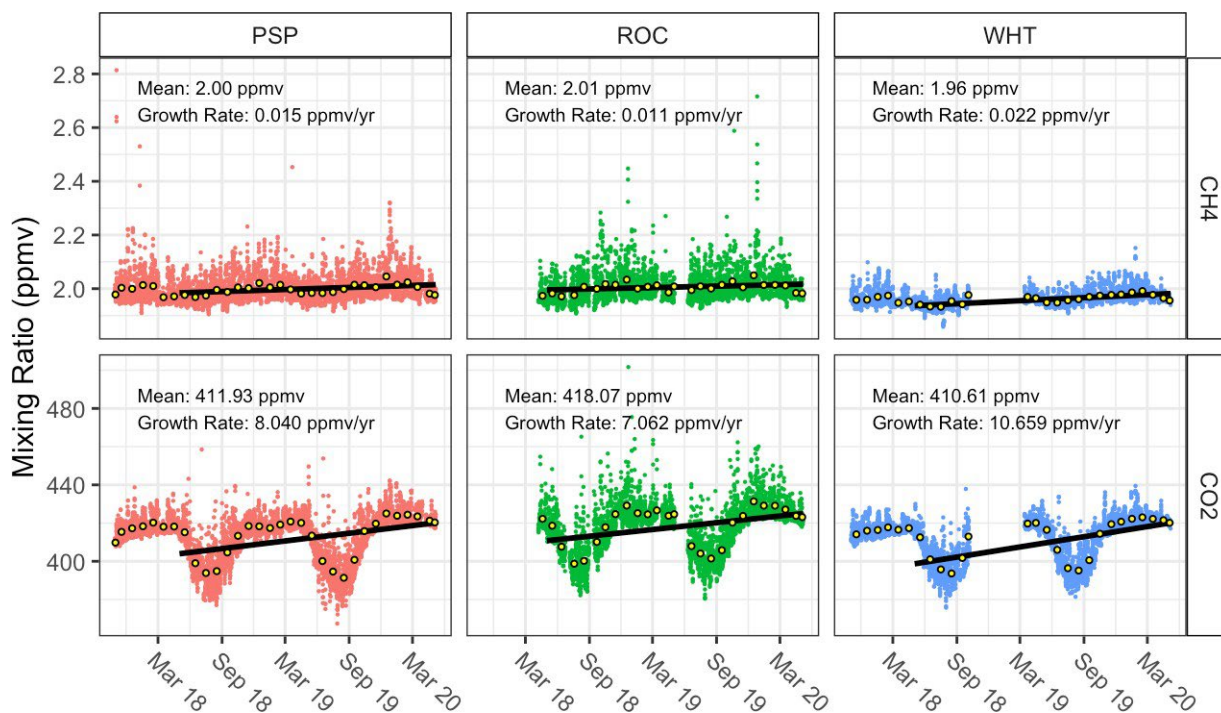 PSP
ROC
WHT
Mean: 2.00 ppmv
Growth Rate: 0.015 ppmv/yr
Mean: 2.01 ppmv
Growth Rate: 0.011 ppmv/yr
Mean: 1.96 ppmv
Growth Rate: 0.022 ppmv/yr
2.8
2.6
2.4
2.2
2.0
CH4
Mixing Ratio (ppmv)
Mean: 411.93 ppmv
Growth Rate: 8.040 ppmv/yr
Mean: 418.07 ppmv
Growth Rate: 7.062 ppmv/yr
Mean: 410.61 ppmv
Growth Rate: 10.659 ppmv/yr
480
440
400
CO2
Mar 18
Sep 18
Mar 19
Sep 19
Mar 20
Mar 18
Sep 18
Mar 19
Sep 19
Mar 20
Mar 18
Sep 18
Mar 19
Sep 19
Mar 20